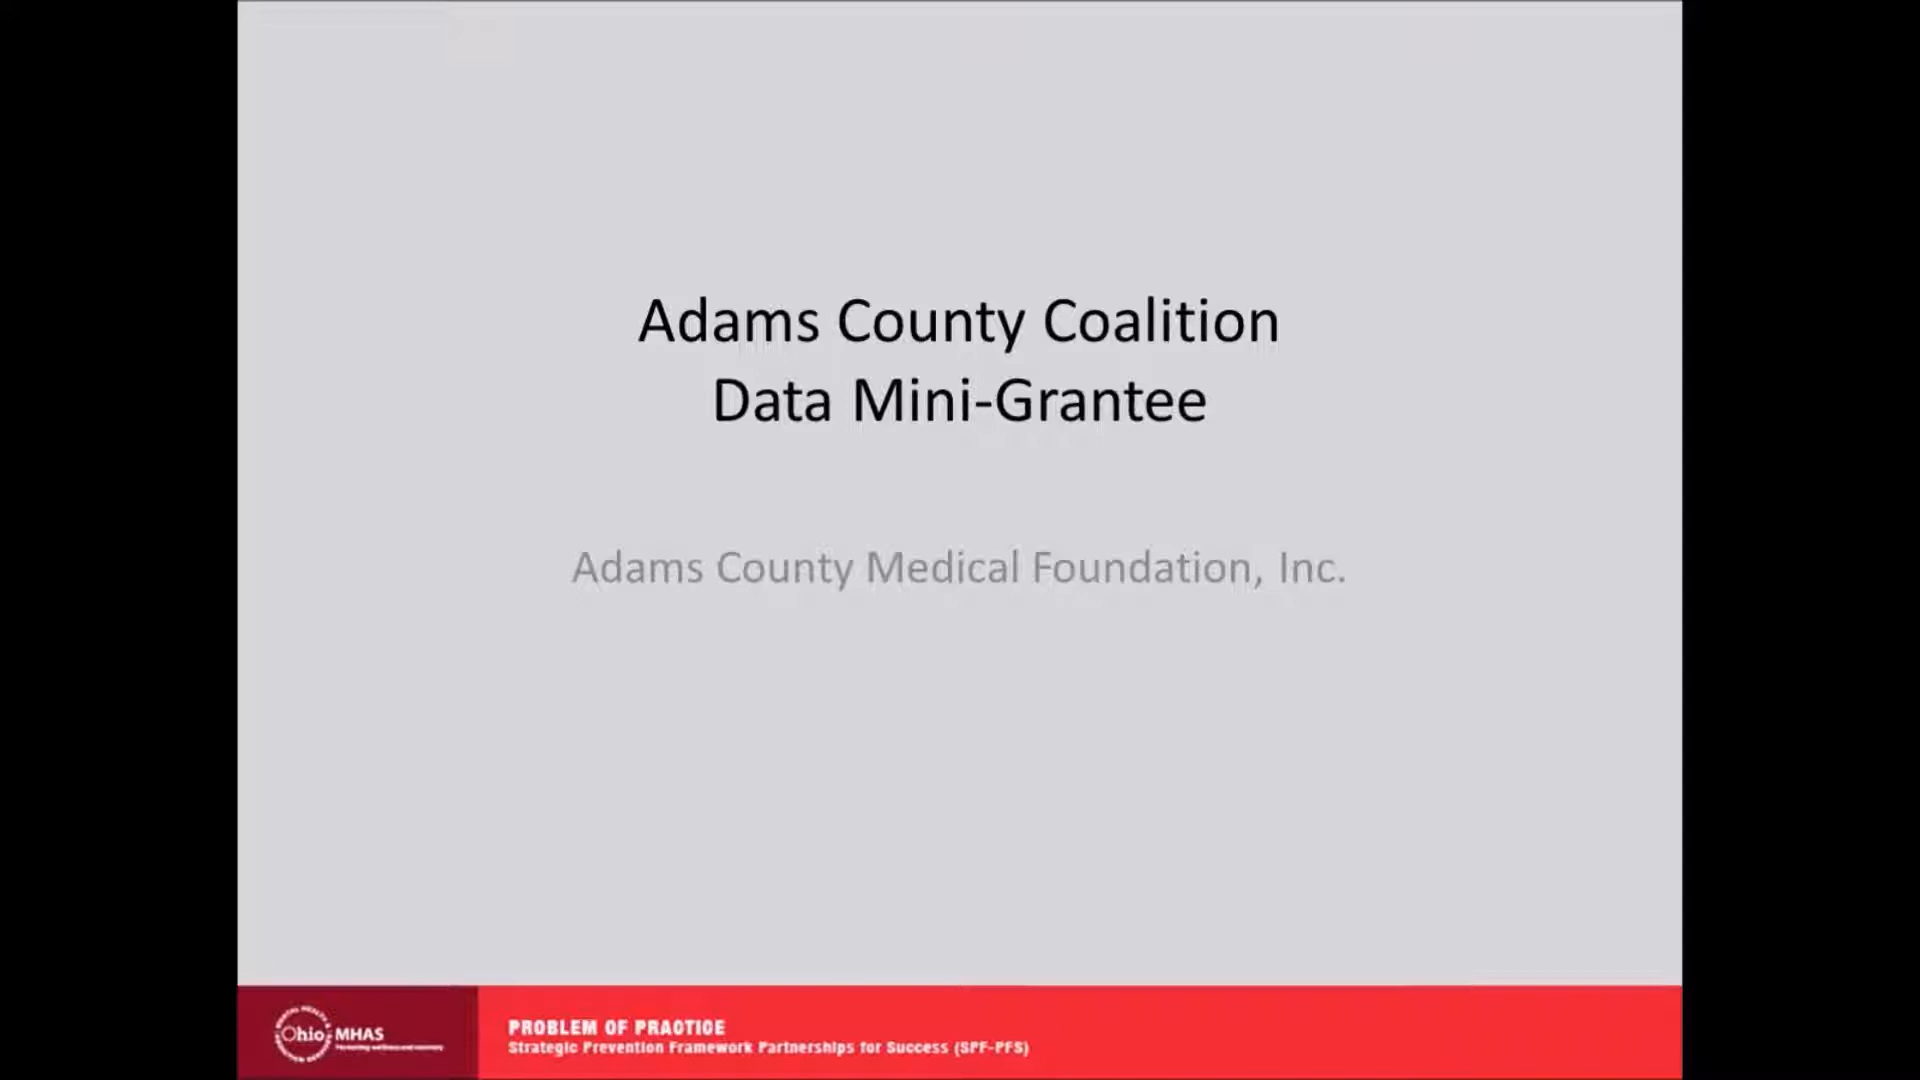 Adams County Coalition
Data Mini-Grantee
Adams County Medical Foundation, Inc.
Ohio
MHAS
PROBLEM OF PRACTICE
Strategic Prevention Framework Partnerships for Success (SPF-PFS)